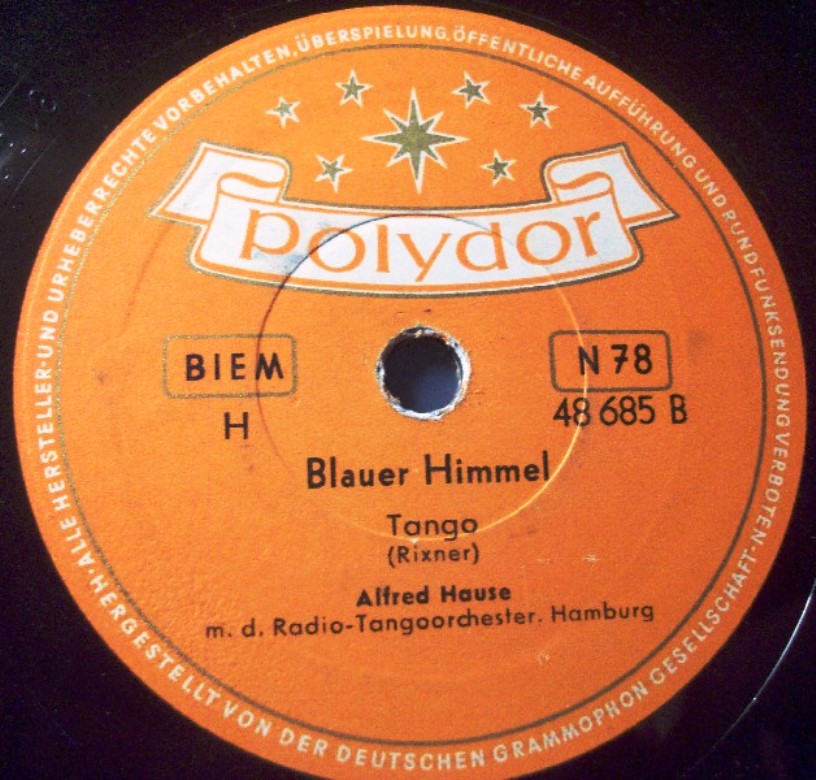 ALLE HERSTELLER-UND URHEBERRECHTE VORBEHALTEN, ÜBERSPIELUNG, ÖFFENTLICHE AUFFÜHRUNG UND RUNDFUNKSENDUNG VERBOTEN·
polydor
BIEM
N 78
H
48 685 B
Blauer Himmel
Tango
(Rixner)
Alfred Hause
m. d. Radio-Tangoorchester. Hamburg
HERGESTELLT VON DER DEUTSCHEN GRAMMOPHON GESELLSCHAFT·